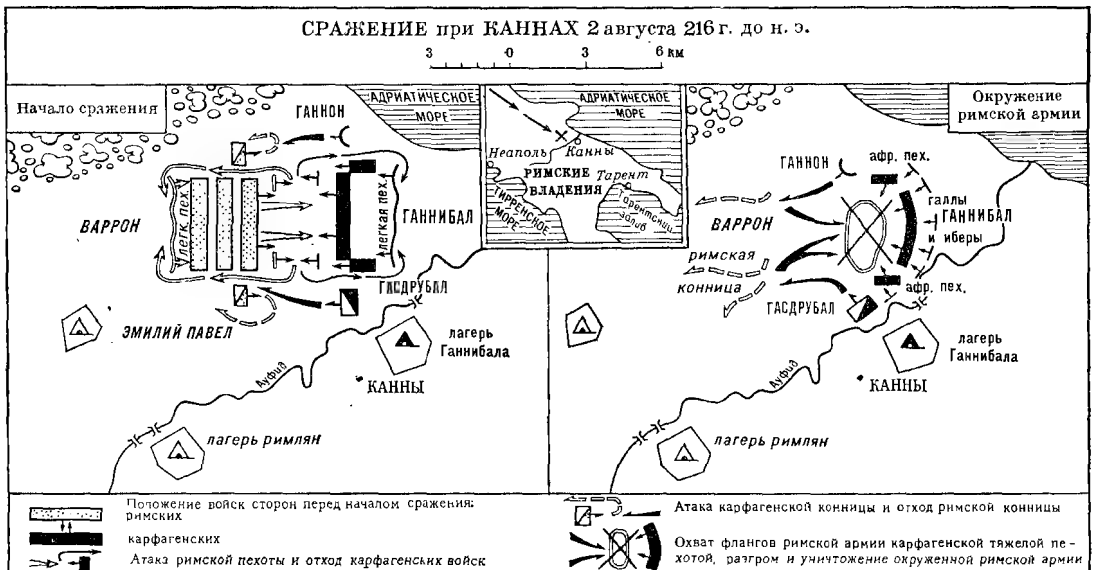 СРАЖЕНИЕ при КАННАХ 2 августа 216 г. до н. э.
3 0 3 6 км
Начало сражения
ГАННОН
АДРИАТИЧЕСКОЕ
МОРЕ
ВАРРОН
легк. пех.
легкая пех.
ГАННИБАЛ
ГАСДРУБАЛ
ЭМИЛИЙ ПАВЕЛ
лагерь
Ганнибала
Ауфид
КАННЫ
лагерь римлян
АДРИАТИЧЕСКОЕ
МОРЕ
Неаполь
Канны
РИМСКИЕ
ВЛАДЕНИЯ
Тарент
ТИРРЕНСКОЕ
МОРЕ
Тарентский
залив
Окружение
римской армии
ГАННОН
афр. пех.
галлы
ГАННИБАЛ
и иберы
ВАРРОН
римская
конница
афр. пех.
ГАСДРУБАЛ
лагерь
Ганнибала
Ауфид
КАННЫ
лагерь римлян
Положение войск сторон перед началом сражения:
римских
карфагенских
Атака римской пехоты и отход карфагенсьих войск
Атака карфагенской конницы и отход римской конницы
Охват флангов римской армии карфагенской тяжелой пе-
хотой, разгром и уничтожение окруженной римской армии